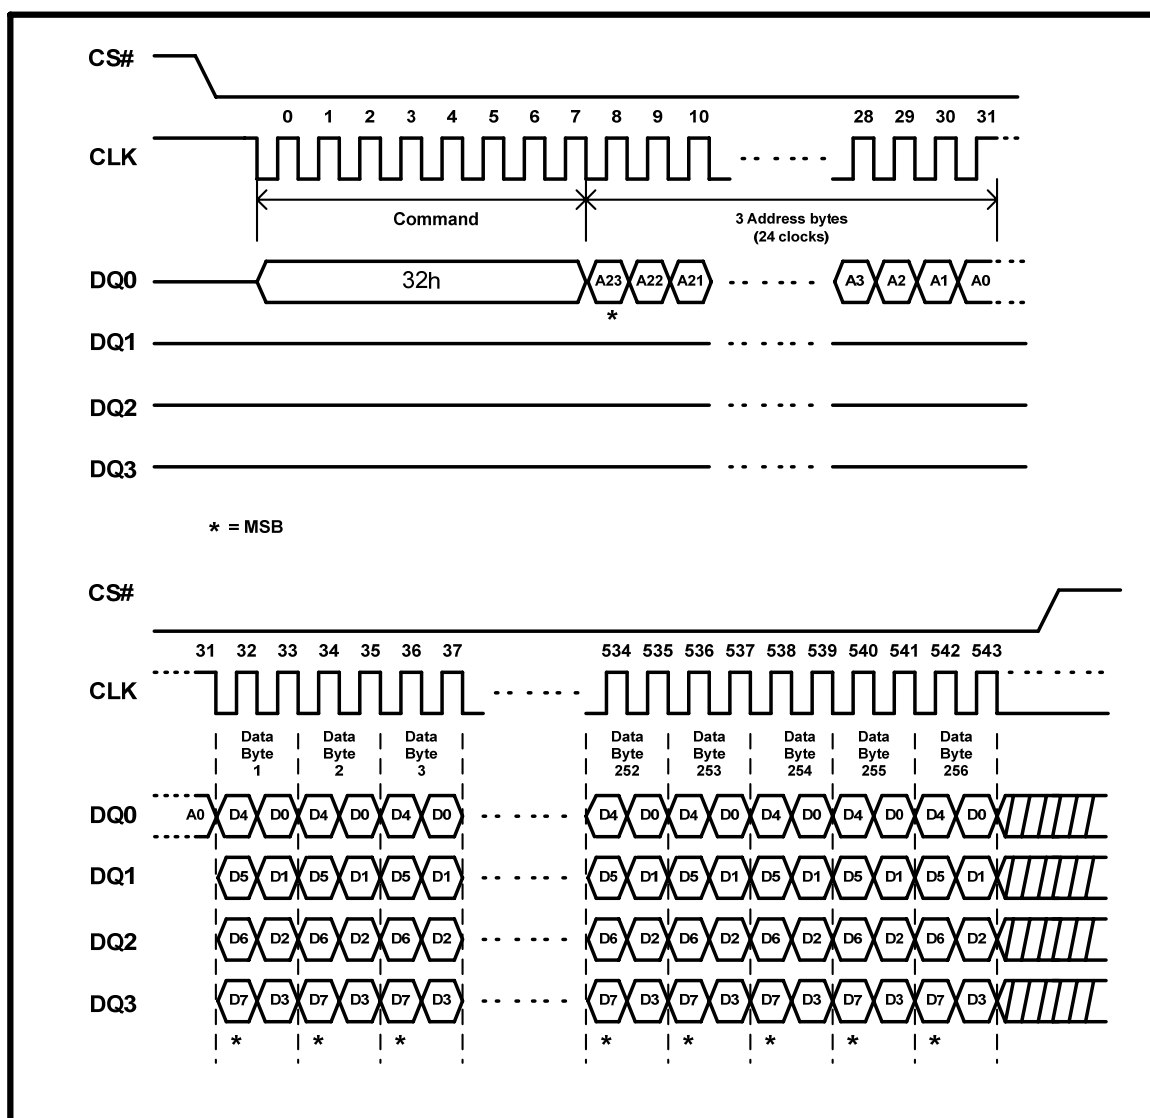 CS#
0 1 2 3 4 5 6 7 8 9 10 28 29 30 31
CLK
Command
3 Address bytes
(24 clocks)
DQ0 32h A23 A22 A21 A3 A2 A1 A0
*
DQ1
DQ2
DQ3
* = MSB
CS#
31 32 33 34 35 36 37 534 535 536 537 538 539 540 541 542 543
CLK
Data Data Data Data Data Data Data Data
Byte Byte Byte Byte Byte Byte Byte Byte
1 2 3 252 253 254 255 256
DQ0 A0 D4 D0 D4 D0 D4 D0 D4 D0 D4 D0 D4 D0 D4 D0 D4 D0
DQ1 D5 D1 D5 D1 D5 D1 D5 D1 D5 D1 D5 D1 D5 D1 D5 D1
DQ2 D6 D2 D6 D2 D6 D2 D6 D2 D6 D2 D6 D2 D6 D2 D6 D2
DQ3 D7 D3 D7 D3 D7 D3 D7 D3 D7 D3 D7 D3 D7 D3 D7 D3
* * * * * * * *